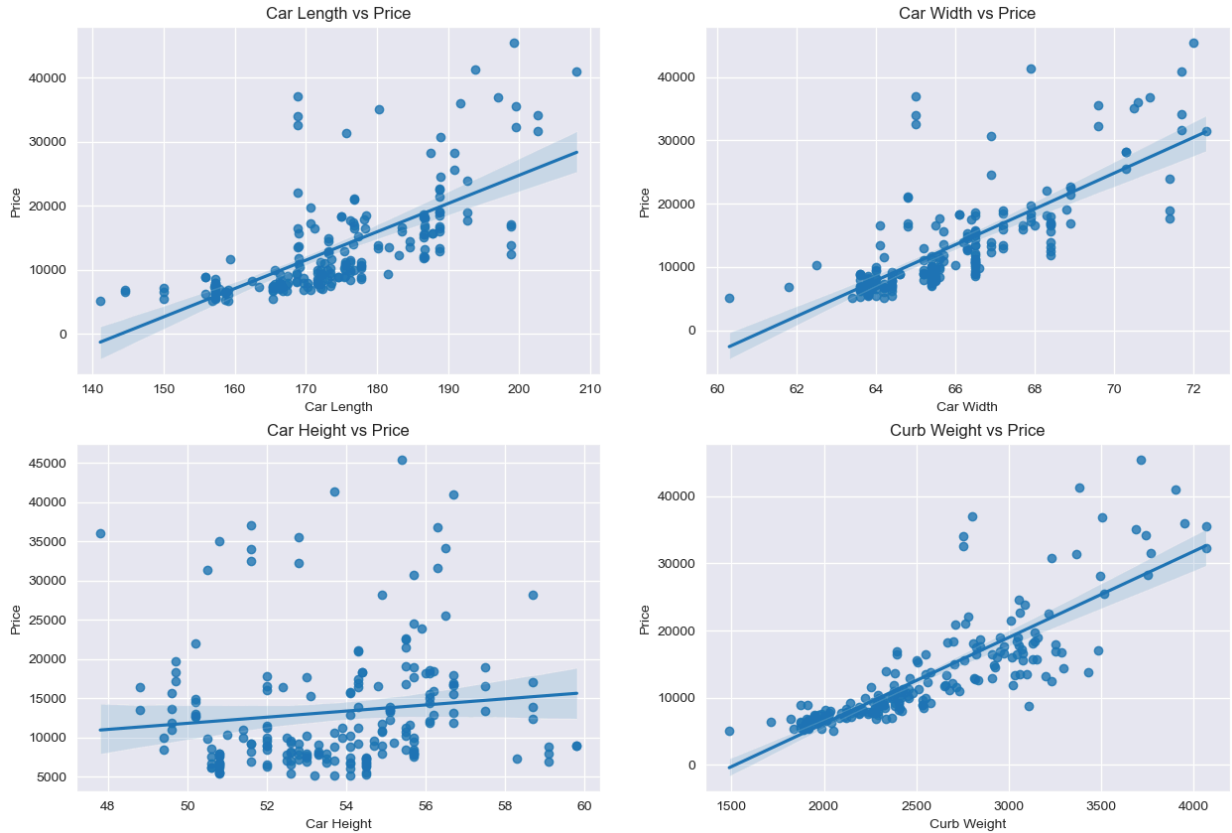 Car Length vs Price
Price
40000
30000
20000
10000
0
140 150 160 170 180 190 200 210
Car Length
Car Width vs Price
Price
40000
30000
20000
10000
0
60 62 64 66 68 70 72
Car Width
Car Height vs Price
Price
45000
40000
35000
30000
25000
20000
15000
10000
5000
48 50 52 54 56 58 60
Car Height
Curb Weight vs Price
Price
40000
30000
20000
10000
0
1500 2000 2500 3000 3500 4000
Curb Weight